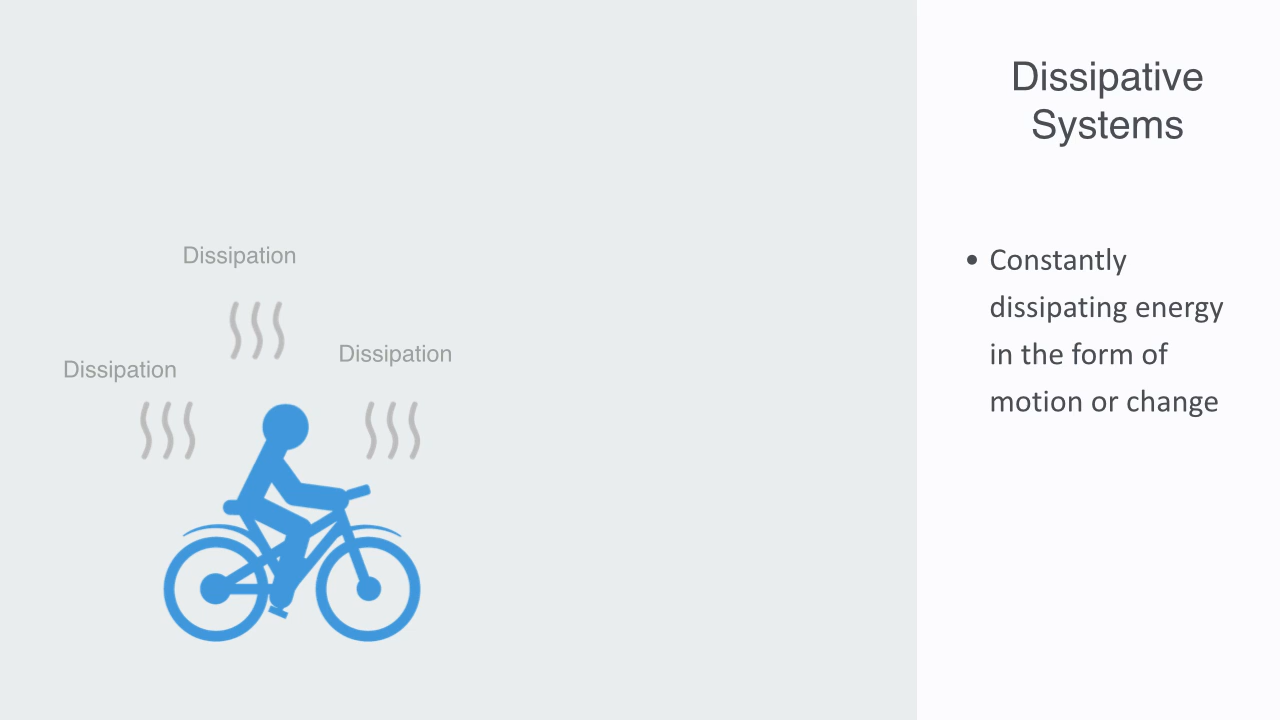 Dissipative
Systems
Dissipation
Dissipation
Dissipation
• Constantly
dissipating energy
in the form of
motion or change